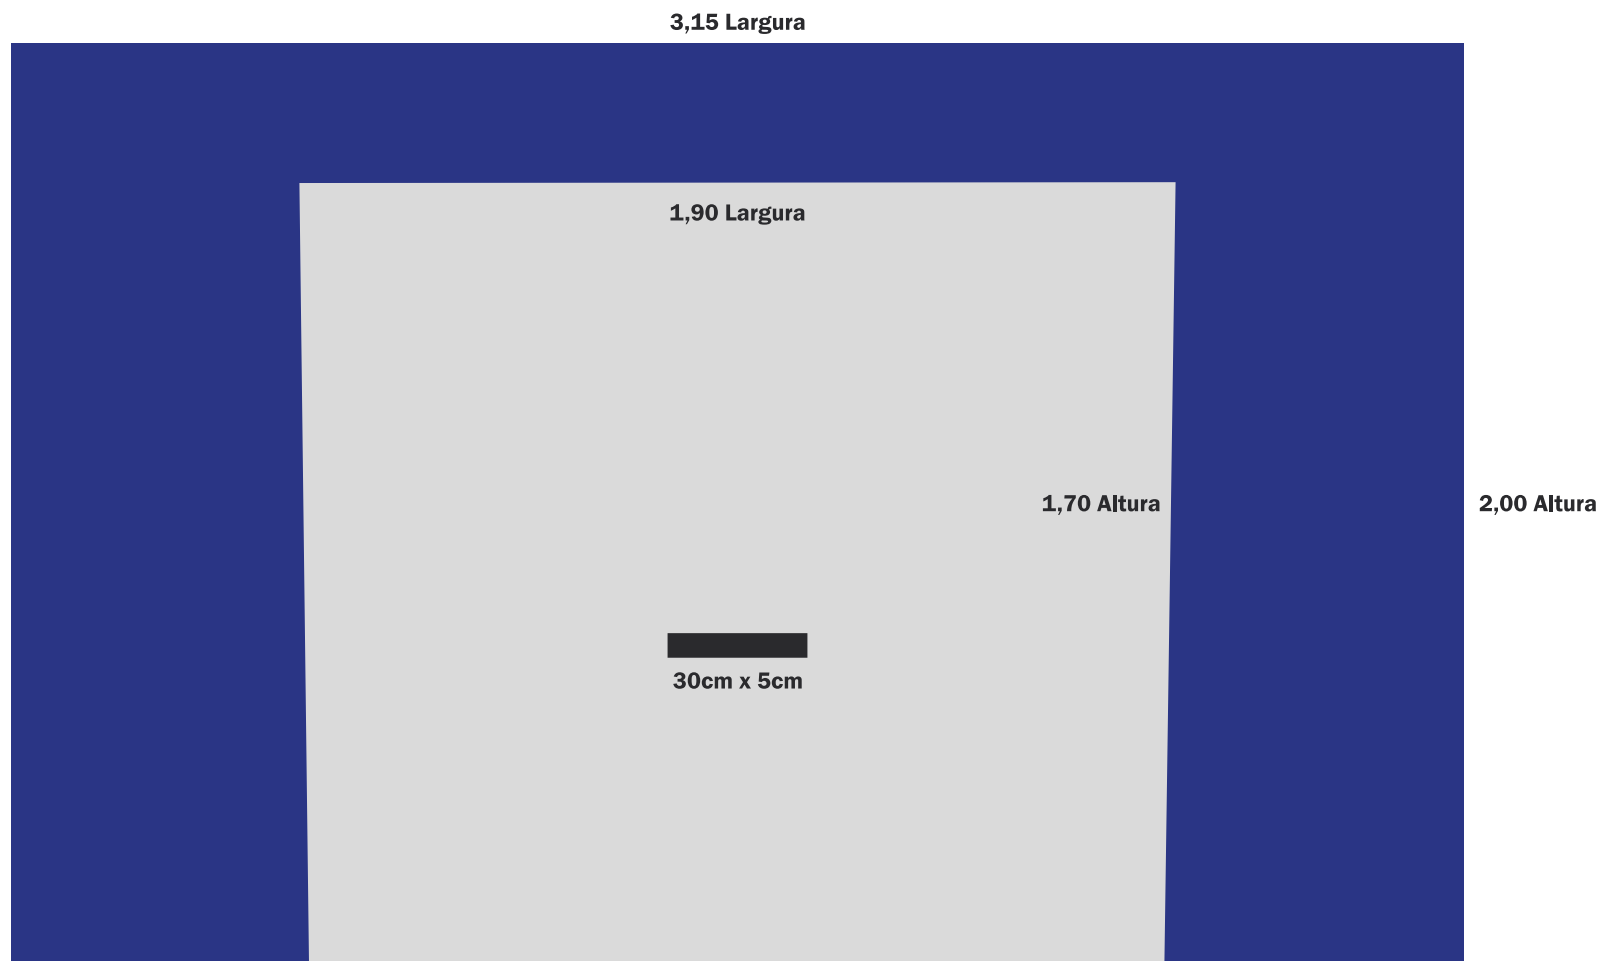 3,15 Largura
1,90 Largura
1,70 Altura
2,00 Altura
30cm x 5cm